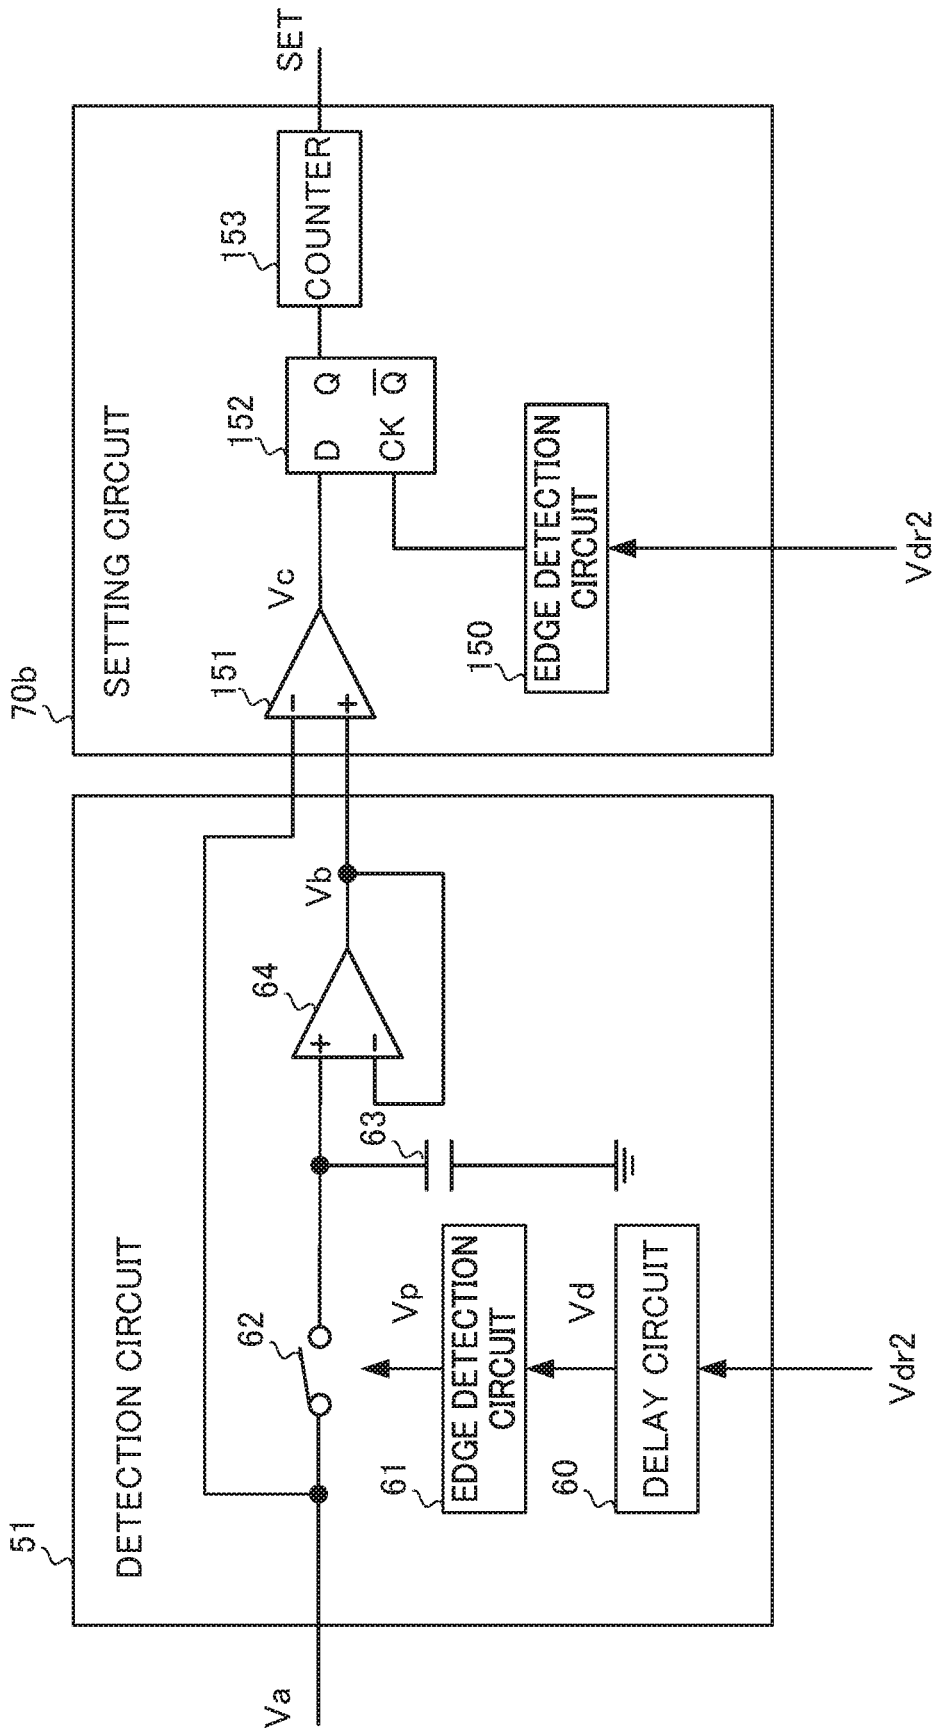 51
DETECTION CIRCUIT
Va
62
63
64
+
−
Vb
61
EDGE DETECTION
CIRCUIT
Vp
60
DELAY CIRCUIT
Vd
Vdr2
70b
SETTING CIRCUIT
151
−
+
Vc
152
D Q
CK Q̅
153
COUNTER
SET
150
EDGE DETECTION
CIRCUIT
Vdr2